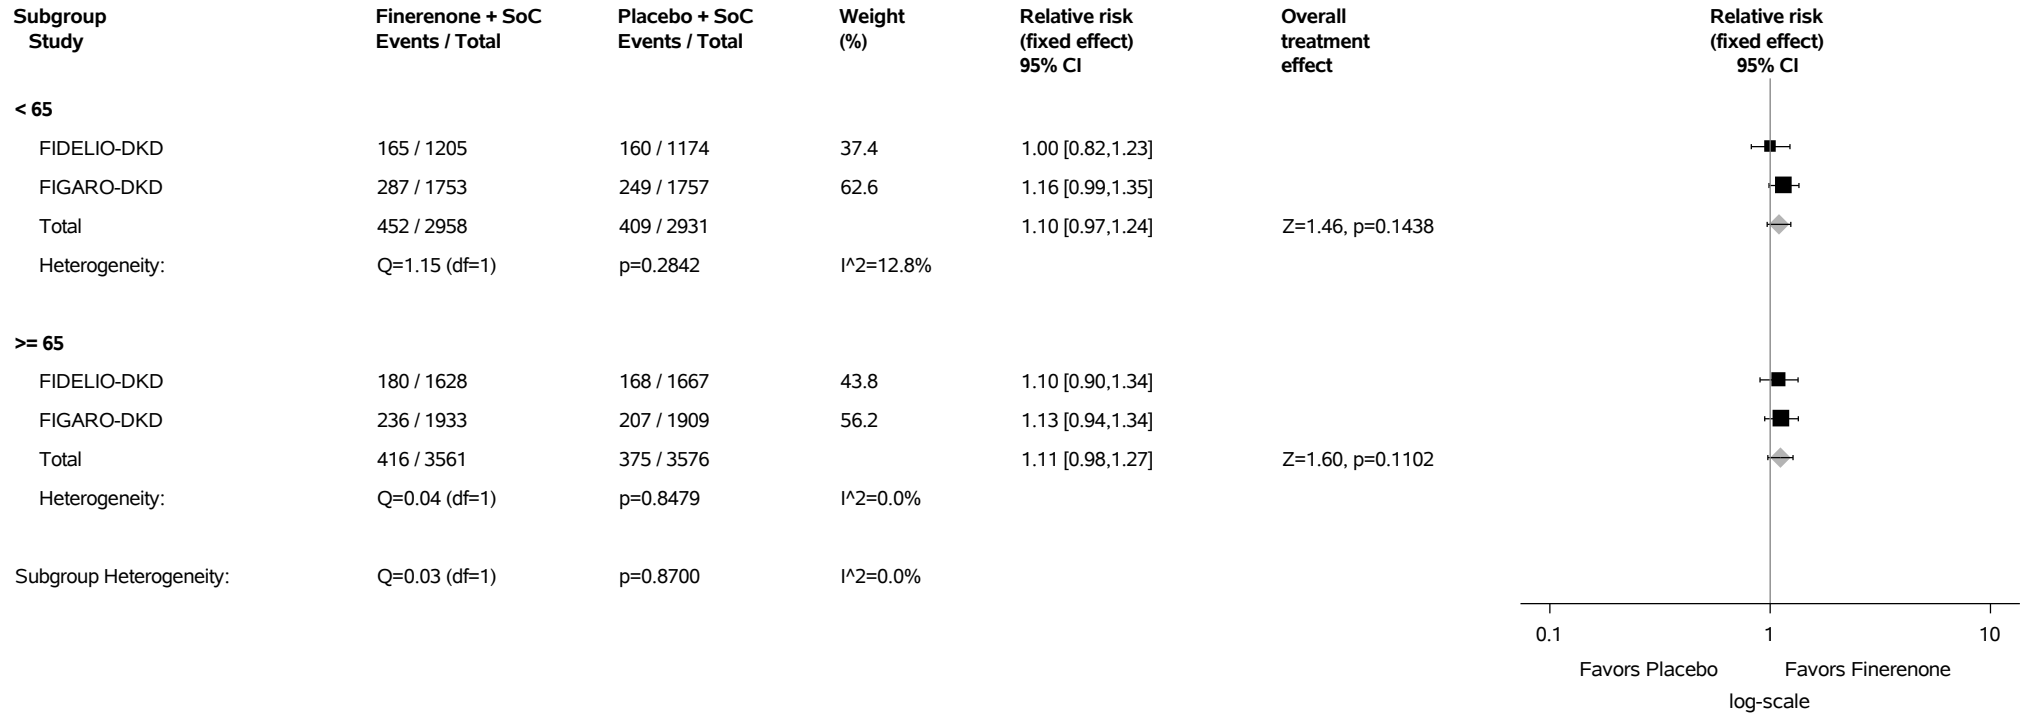 Subgroup Finerenone + SoC Placebo + SoC Weight Relative risk Overall Relative risk
Study Events / Total Events / Total (%) (fixed effect) treatment (fixed effect)
95% CI effect 95% CI
< 65
FIDELIO-DKD 165 / 1205 160 / 1174 37.4 1.00 [0.82,1.23]
FIGARO-DKD 287 / 1753 249 / 1757 62.6 1.16 [0.99,1.35]
Total 452 / 2958 409 / 2931 1.10 [0.97,1.24] Z=1.46, p=0.1438
Heterogeneity: Q=1.15 (df=1) p=0.2842 I^2=12.8%
>= 65
FIDELIO-DKD 180 / 1628 168 / 1667 43.8 1.10 [0.90,1.34]
FIGARO-DKD 236 / 1933 207 / 1909 56.2 1.13 [0.94,1.34]
Total 416 / 3561 375 / 3576 1.11 [0.98,1.27] Z=1.60, p=0.1102
Heterogeneity: Q=0.04 (df=1) p=0.8479 I^2=0.0%
Subgroup Heterogeneity: Q=0.03 (df=1) p=0.8700 I^2=0.0%
0.1 1 10
Favors Placebo Favors Finerenone
log-scale